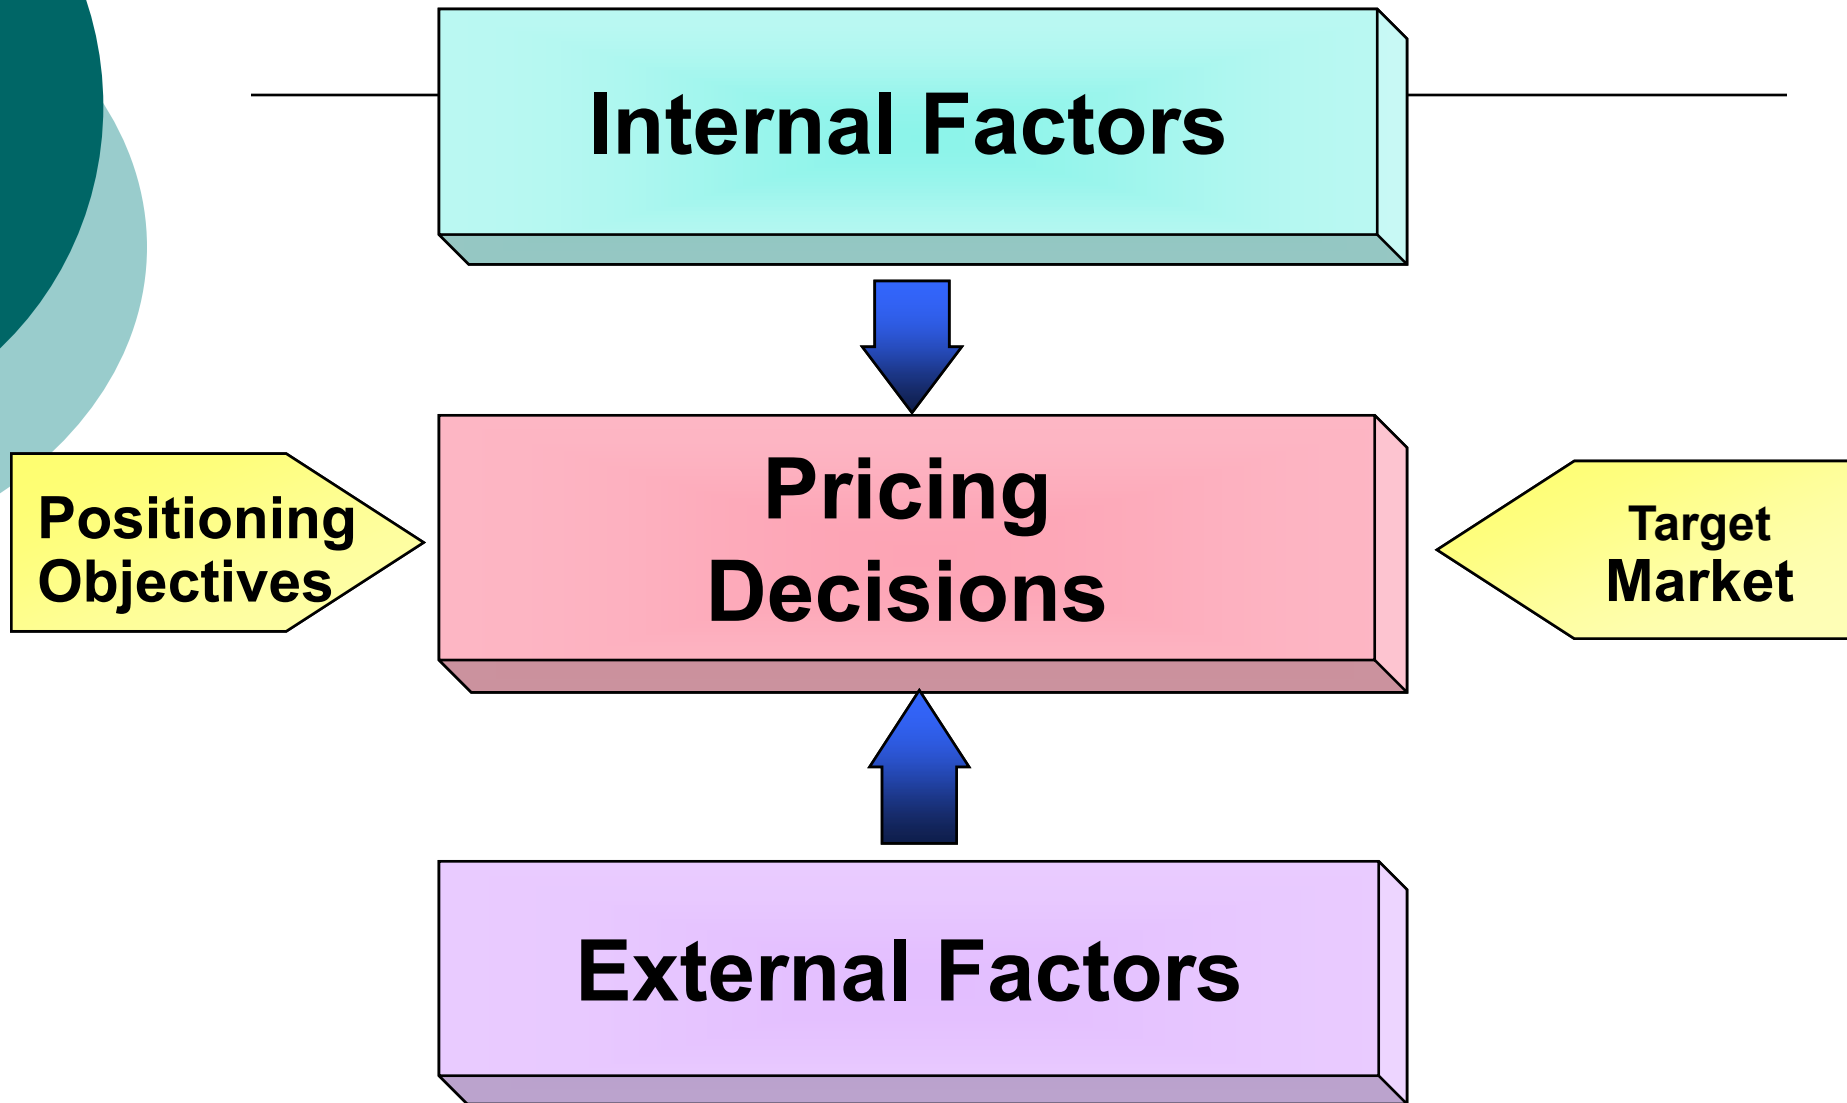 Internal Factors
Positioning
Objectives
Pricing
Decisions
Target
Market
External Factors